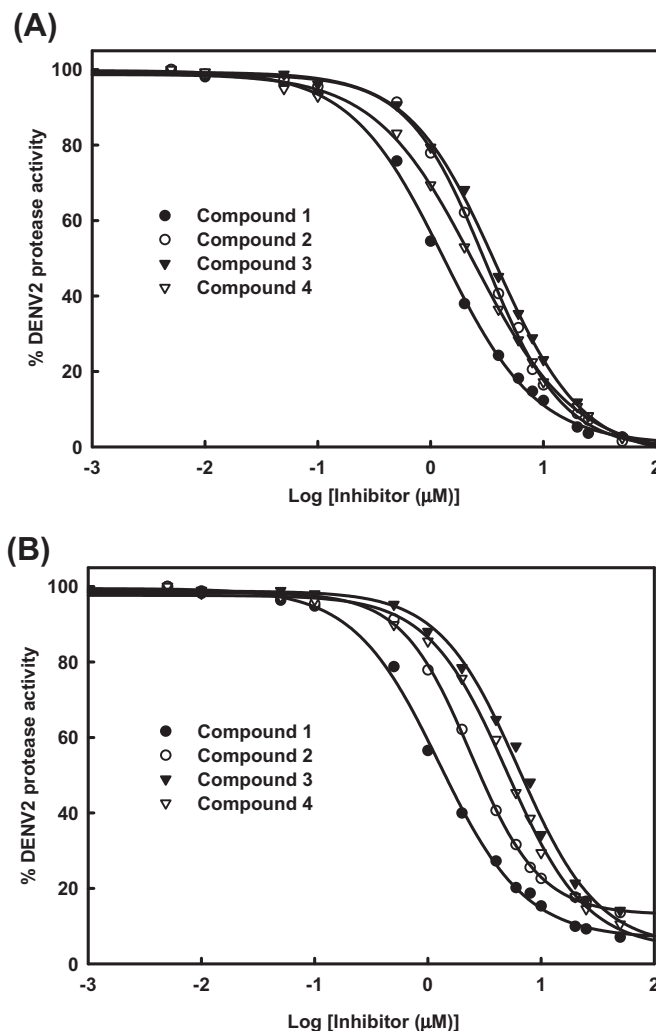 (A)
100
80
60
40
20
0
% DENV2 protease activity
Compound 1
Compound 2
Compound 3
Compound 4
-3 -2 -1 0 1 2
Log [Inhibitor (μM)]
(B)
100
80
60
40
20
0
% DENV2 protease activity
Compound 1
Compound 2
Compound 3
Compound 4
-3 -2 -1 0 1 2
Log [Inhibitor (μM)]